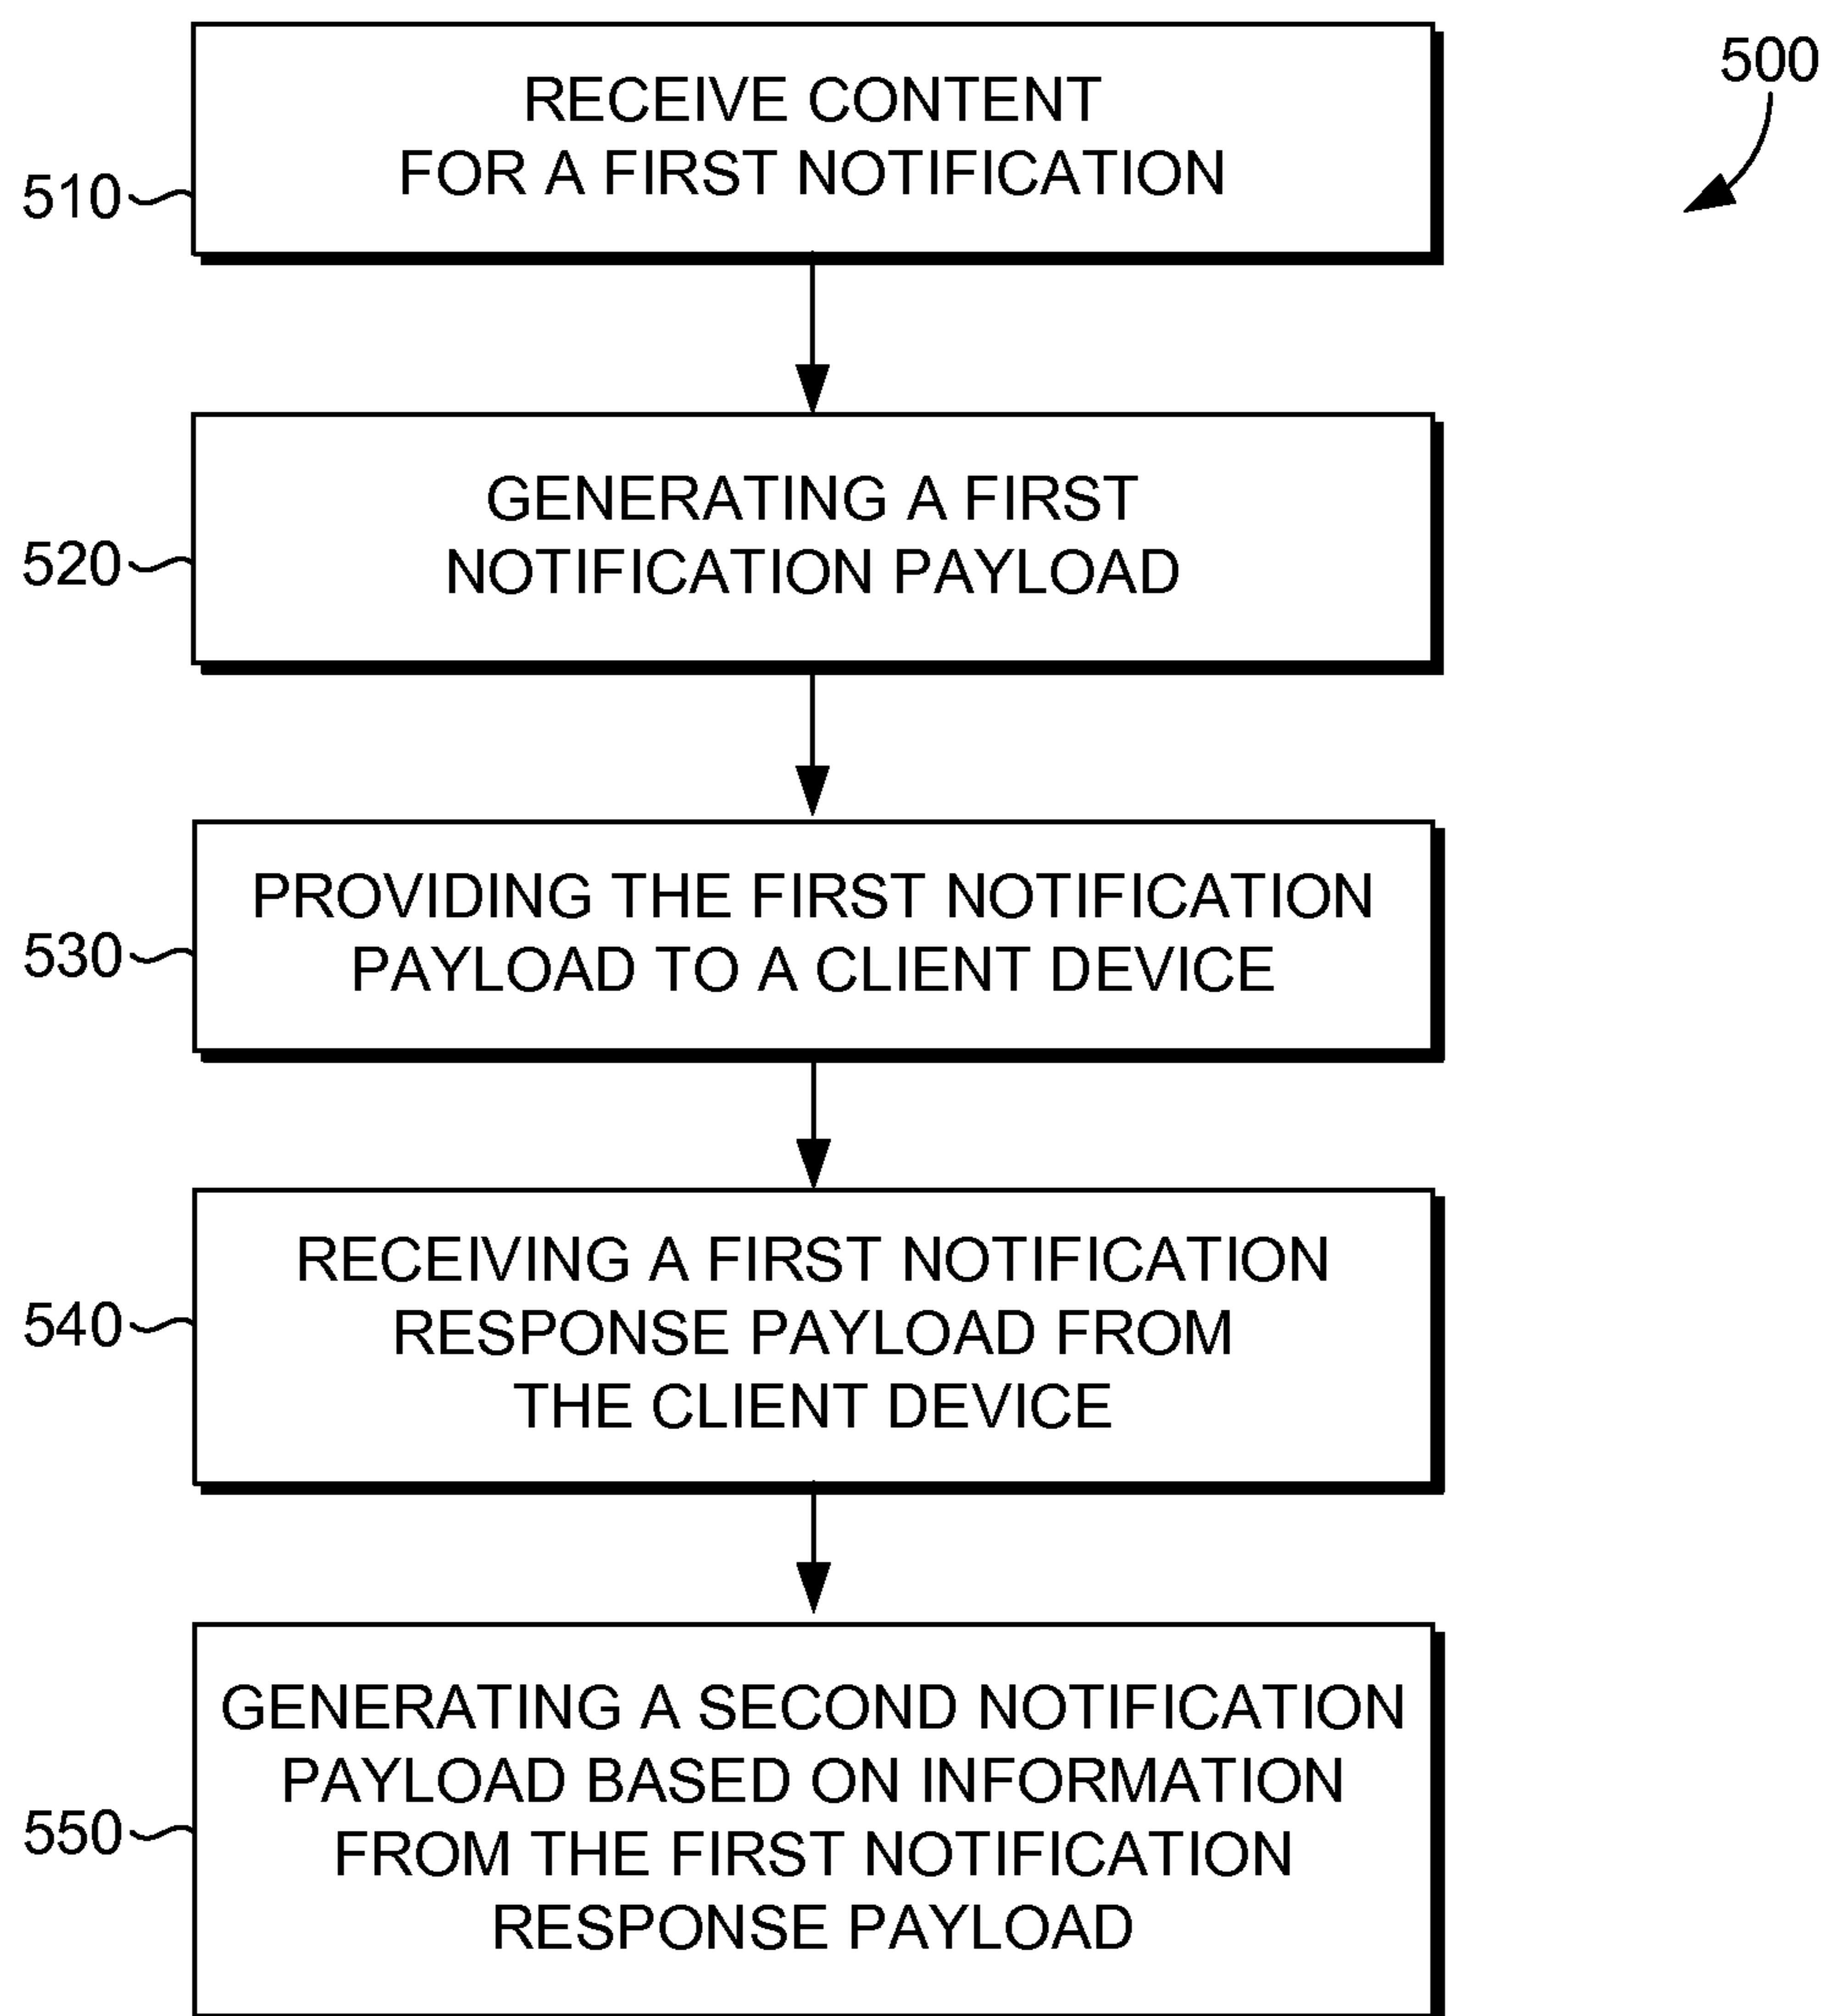 500
RECEIVE CONTENT
FOR A FIRST NOTIFICATION
510
GENERATING A FIRST
NOTIFICATION PAYLOAD
520
PROVIDING THE FIRST NOTIFICATION
PAYLOAD TO A CLIENT DEVICE
530
RECEIVING A FIRST NOTIFICATION
RESPONSE PAYLOAD FROM
THE CLIENT DEVICE
540
GENERATING A SECOND NOTIFICATION
PAYLOAD BASED ON INFORMATION
FROM THE FIRST NOTIFICATION
RESPONSE PAYLOAD
550